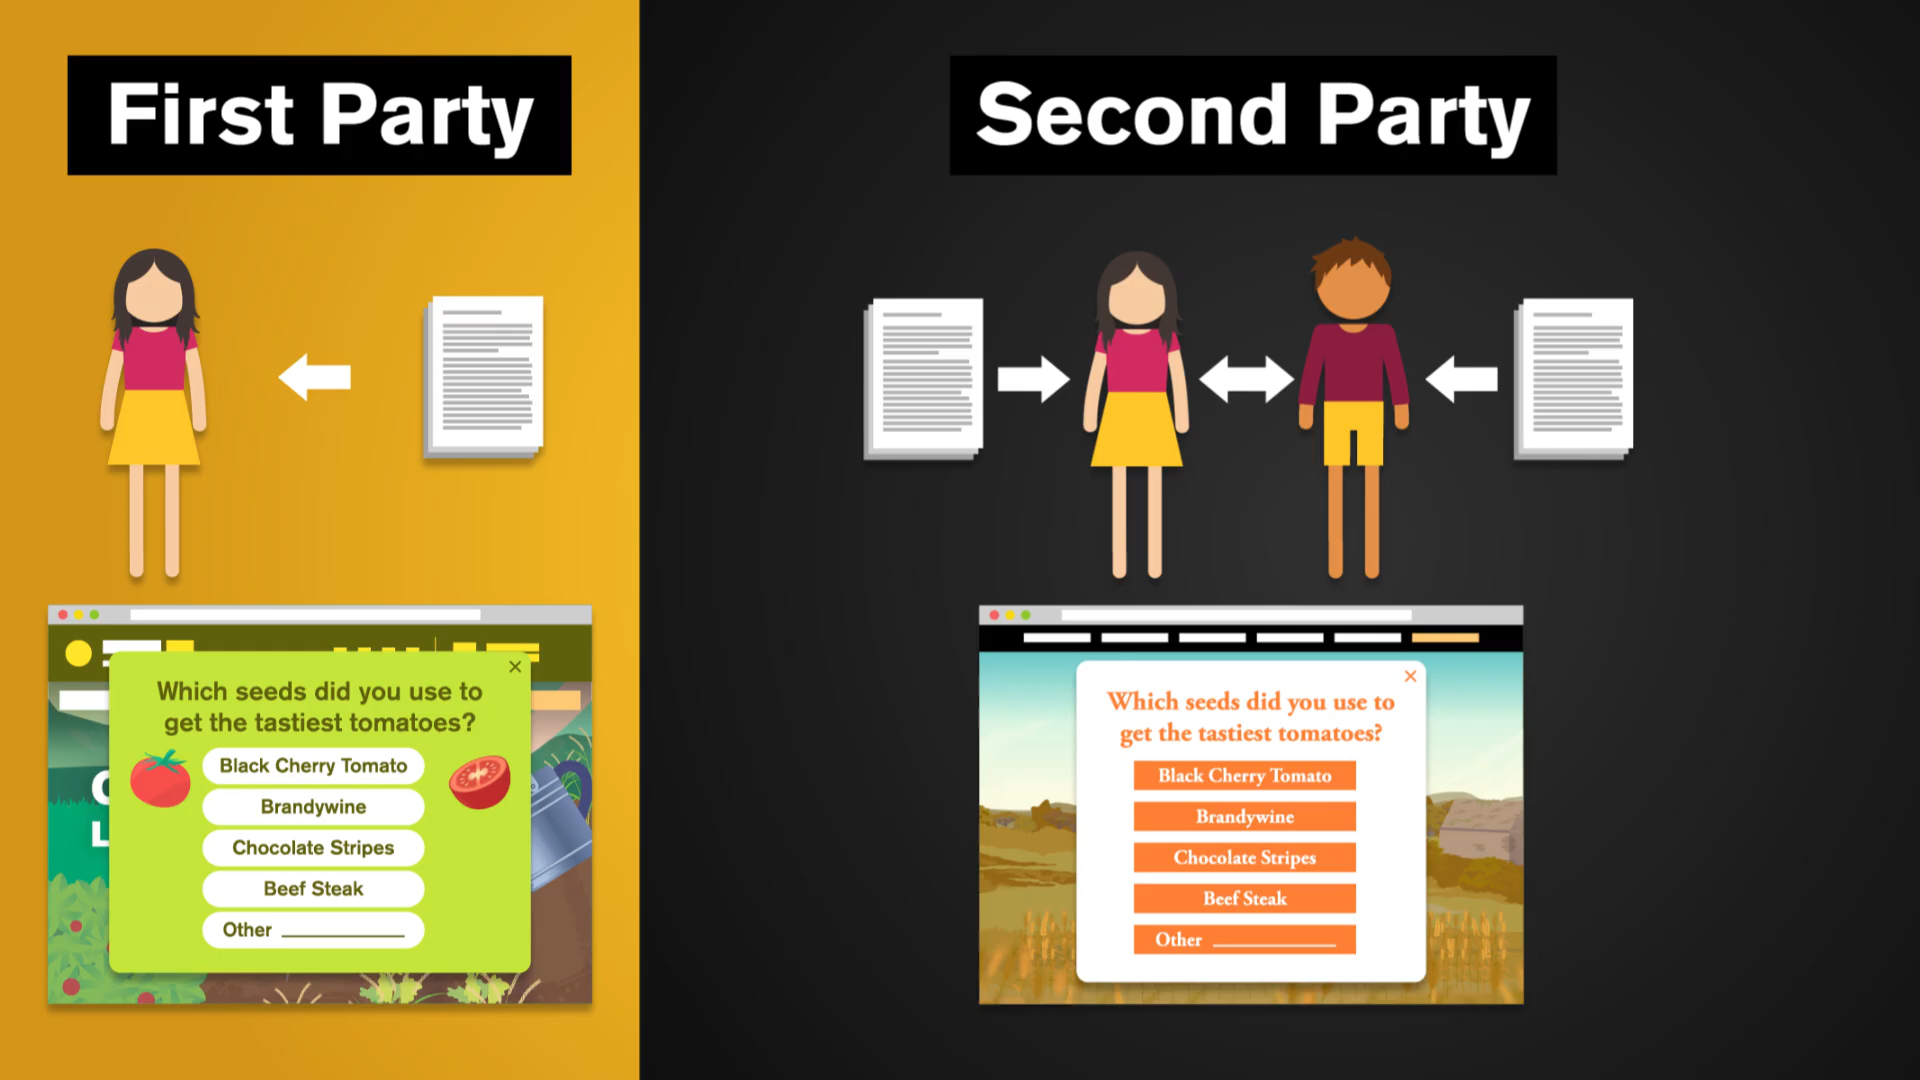 First Party
Which seeds did you use to
get the tastiest tomatoes?
Black Cherry Tomato
Brandywine
Chocolate Stripes
Beef Steak
Other
Second Party
Which seeds did you use to
get the tastiest tomatoes?
Black Cherry Tomato
Brandywine
Chocolate Stripes
Beef Steak
Other